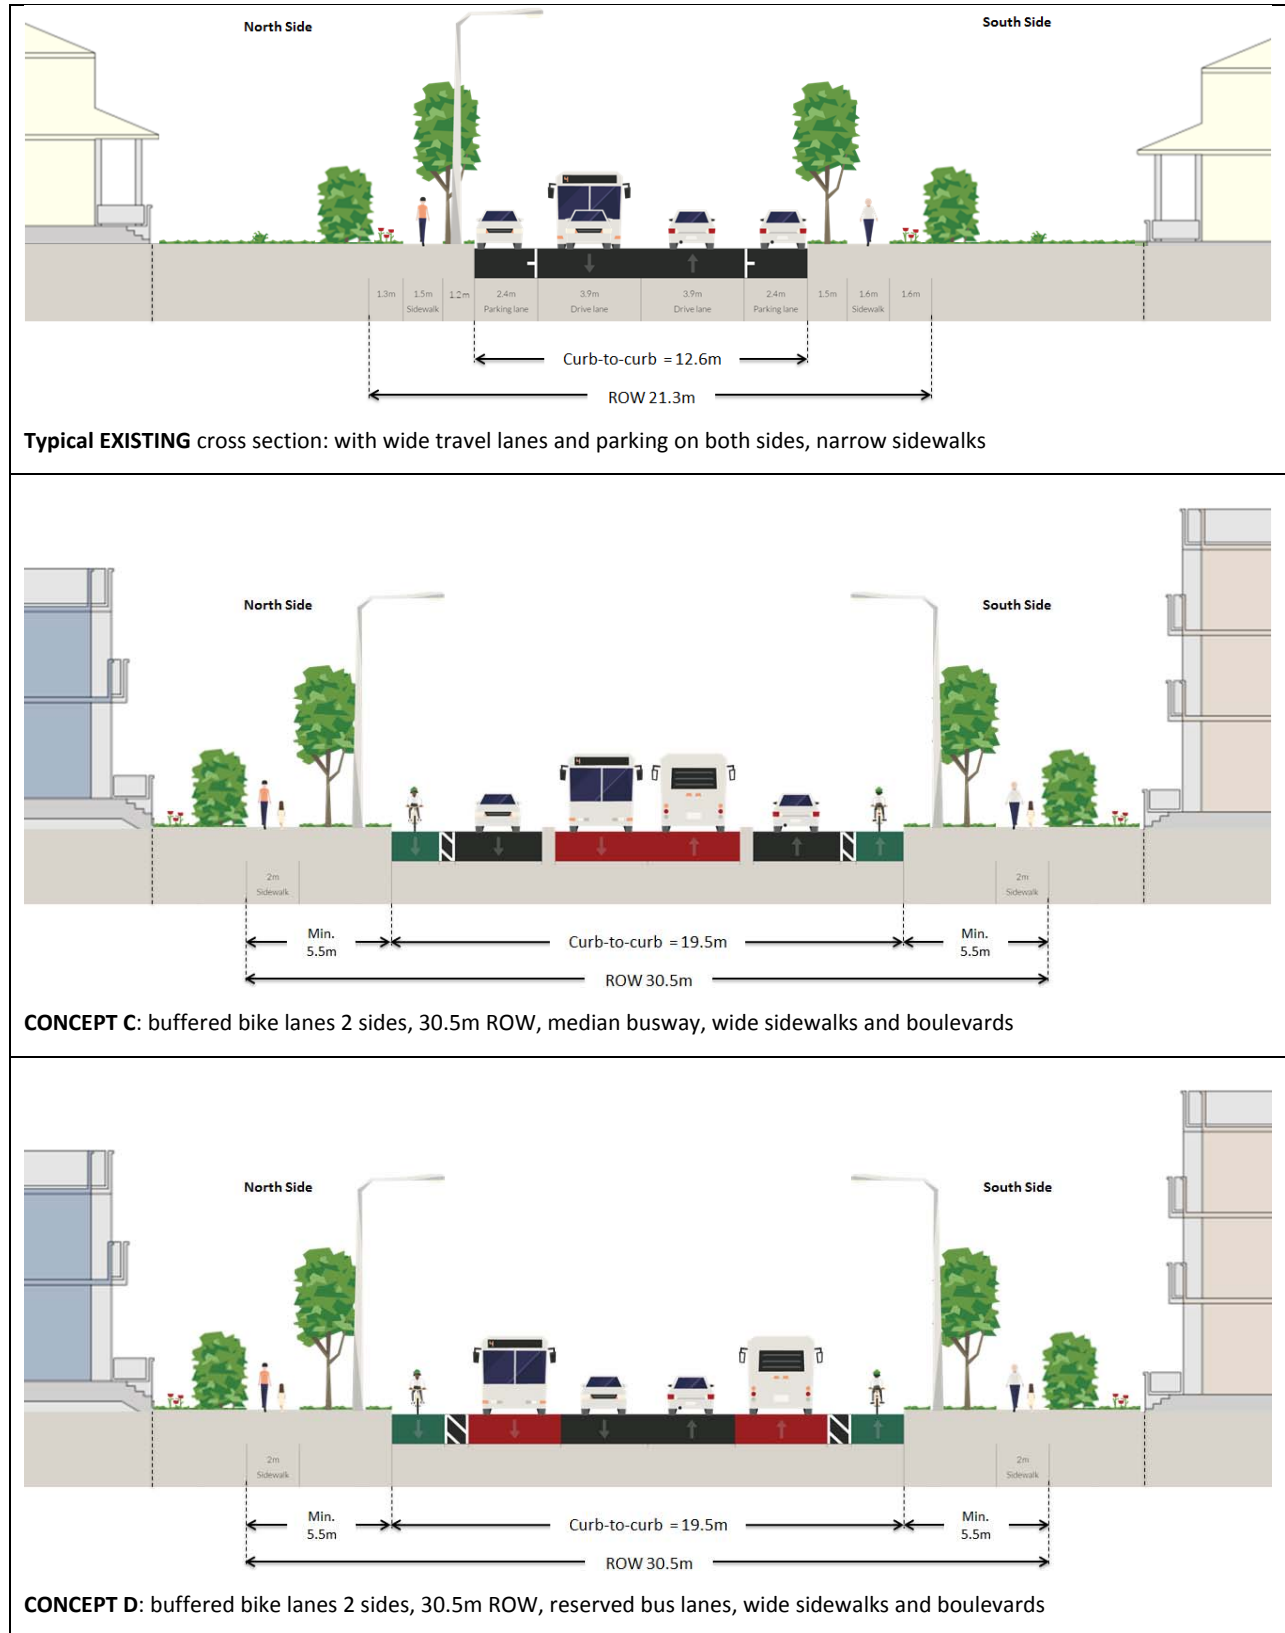 North Side
South Side
4
1.3m 1.5m 1.2m 2.4m 3.9m 3.9m 2.4m 1.5m 1.6m 1.6m
Sidewalk Parking lane Drive lane Drive lane Parking lane Sidewalk
Curb-to-curb = 12.6m
ROW 21.3m
Typical EXISTING cross section: with wide travel lanes and parking on both sides, narrow sidewalks
North Side
South Side
4
2m 2m
Sidewalk Sidewalk
Min. Min.
5.5m Curb-to-curb = 19.5m 5.5m
ROW 30.5m
CONCEPT C: buffered bike lanes 2 sides, 30.5m ROW, median busway, wide sidewalks and boulevards
North Side
South Side
4
2m 2m
Sidewalk Sidewalk
Min. Min.
5.5m Curb-to-curb = 19.5m 5.5m
ROW 30.5m
CONCEPT D: buffered bike lanes 2 sides, 30.5m ROW, reserved bus lanes, wide sidewalks and boulevards